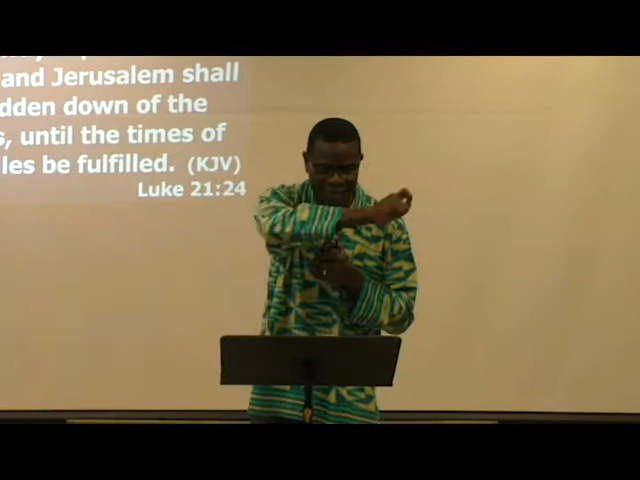 and Jerusalem shall
dden down of the
s, until the times of
les be fulfilled. (KJV)
Luke 21:24